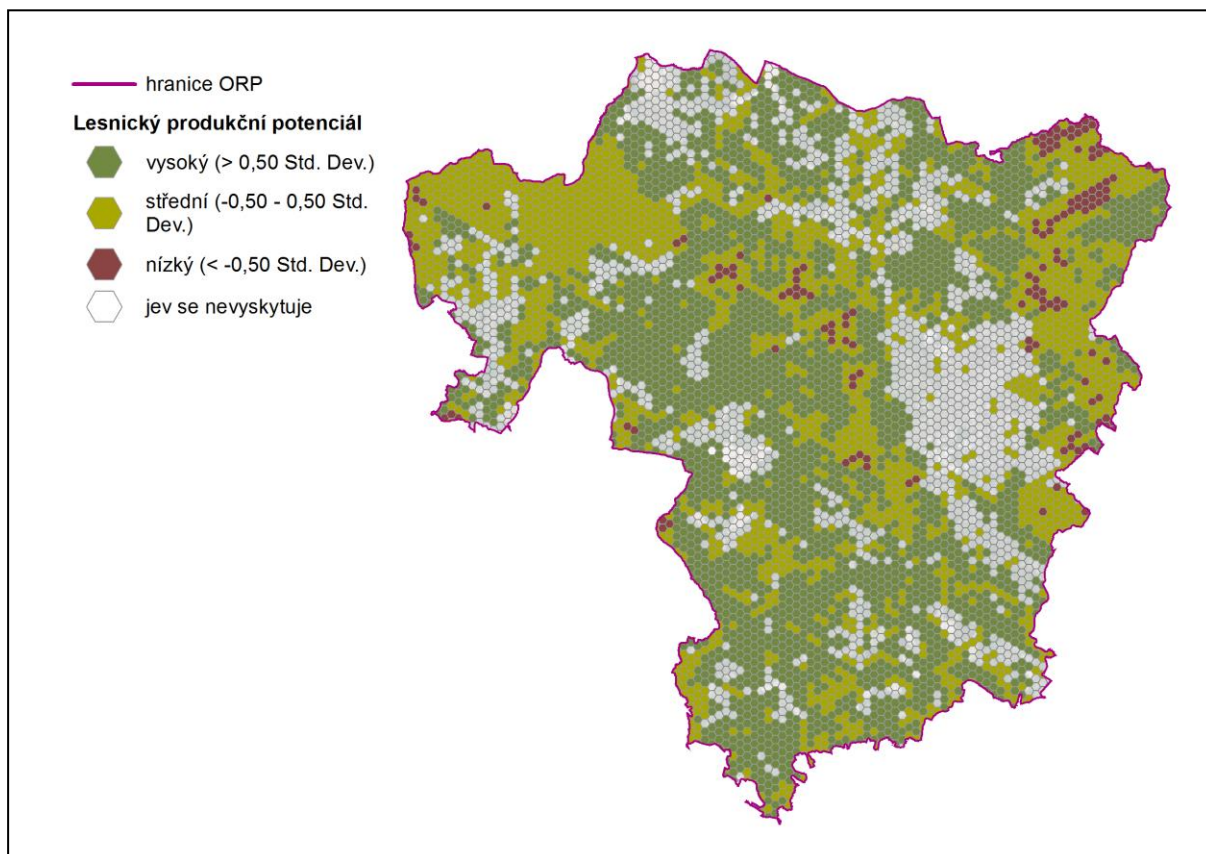 hranice ORP
Lesnický produkční potenciál
vysoký (> 0,50 Std. Dev.)
střední (-0,50 - 0,50 Std.
Dev.)
nízký (< -0,50 Std. Dev.)
jev se nevyskytuje